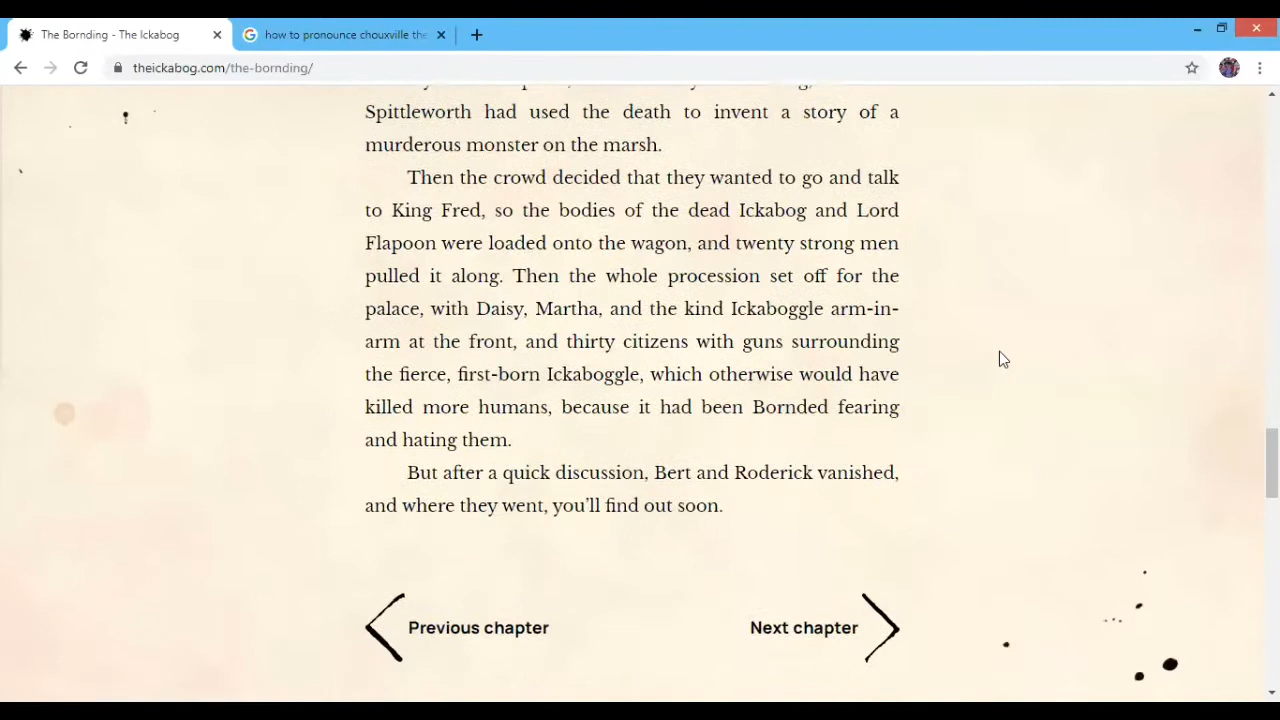 The Bornding - The Ickabog
how to pronounce chouxville the
theickabog.com/the-bornding/
Spittleworth had used the death to invent a story of a
murderous monster on the marsh.
Then the crowd decided that they wanted to go and talk
to King Fred, so the bodies of the dead Ickabog and Lord
Flapoon were loaded onto the wagon, and twenty strong men
pulled it along. Then the whole procession set off for the
palace, with Daisy, Martha, and the kind Ickaboggle arm-in-
arm at the front, and thirty citizens with guns surrounding
the fierce, first-born Ickaboggle, which otherwise would have
killed more humans, because it had been Bornded fearing
and hating them.
But after a quick discussion, Bert and Roderick vanished,
and where they went, you’ll find out soon.
Previous chapter
Next chapter